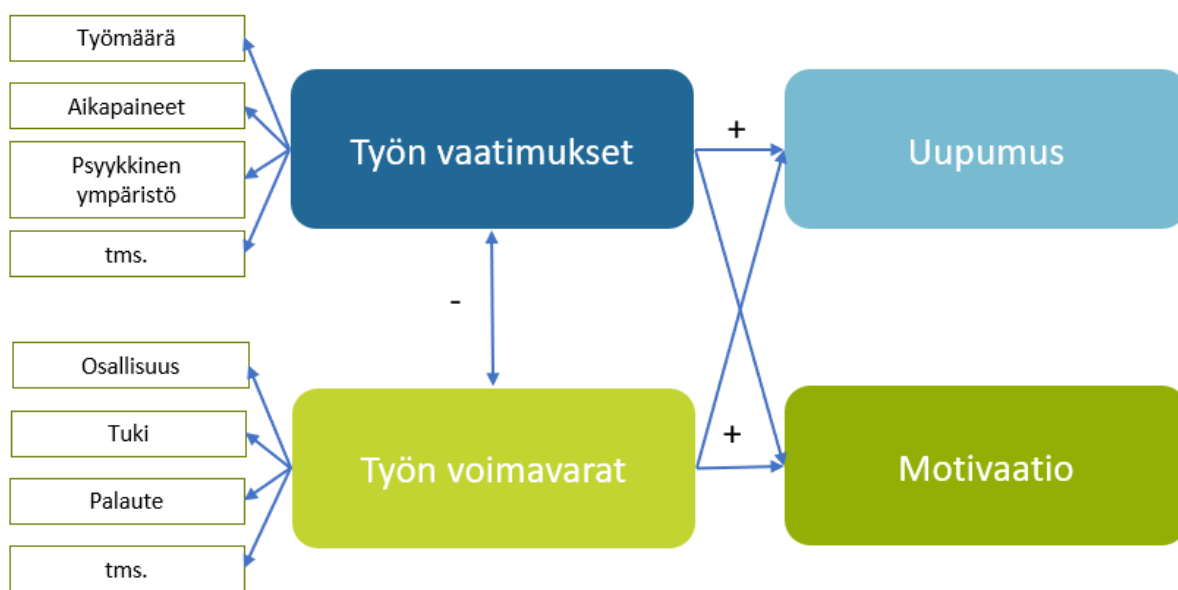 Työmäärä
Aikapaineet
Psyykkinen
ympäristö
tms.
Työn vaatimukset
+
Uupumus
-
Osallisuus
Tuki
Palaute
tms.
Työn voimavarat
+
Motivaatio